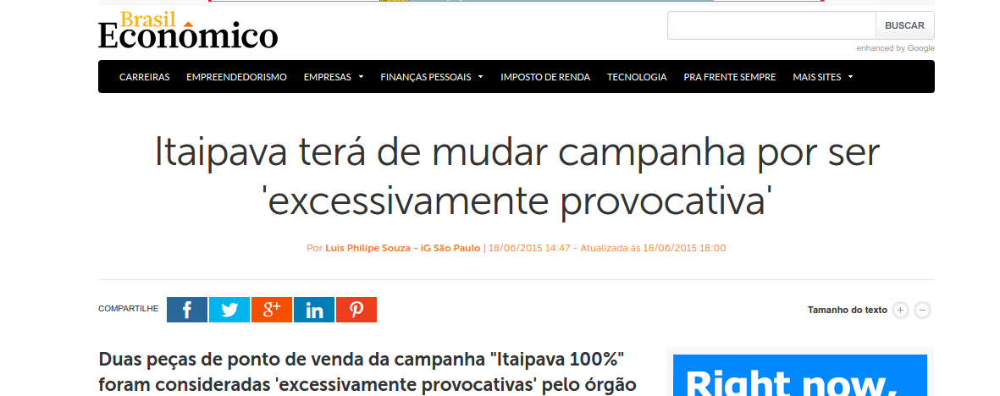 Brasil
Econômico
BUSCAR
enhanced by Google
CARREIRAS EMPREENDEDORISMO EMPRESAS FINANÇAS PESSOAIS IMPOSTO DE RENDA TECNOLOGIA PRA FRENTE SEMPRE MAIS SITES
Itaipava terá de mudar campanha por ser
'excessivamente provocativa'
Por Luis Philipe Souza - iG São Paulo | 18/06/2015 14:47 - Atualizada às 18/06/2015 18:00
COMPARTILHE
Tamanho do texto + −
Duas peças de ponto de venda da campanha "Itaipava 100%"
foram consideradas 'excessivamente provocativas' pelo órgão
Right now,